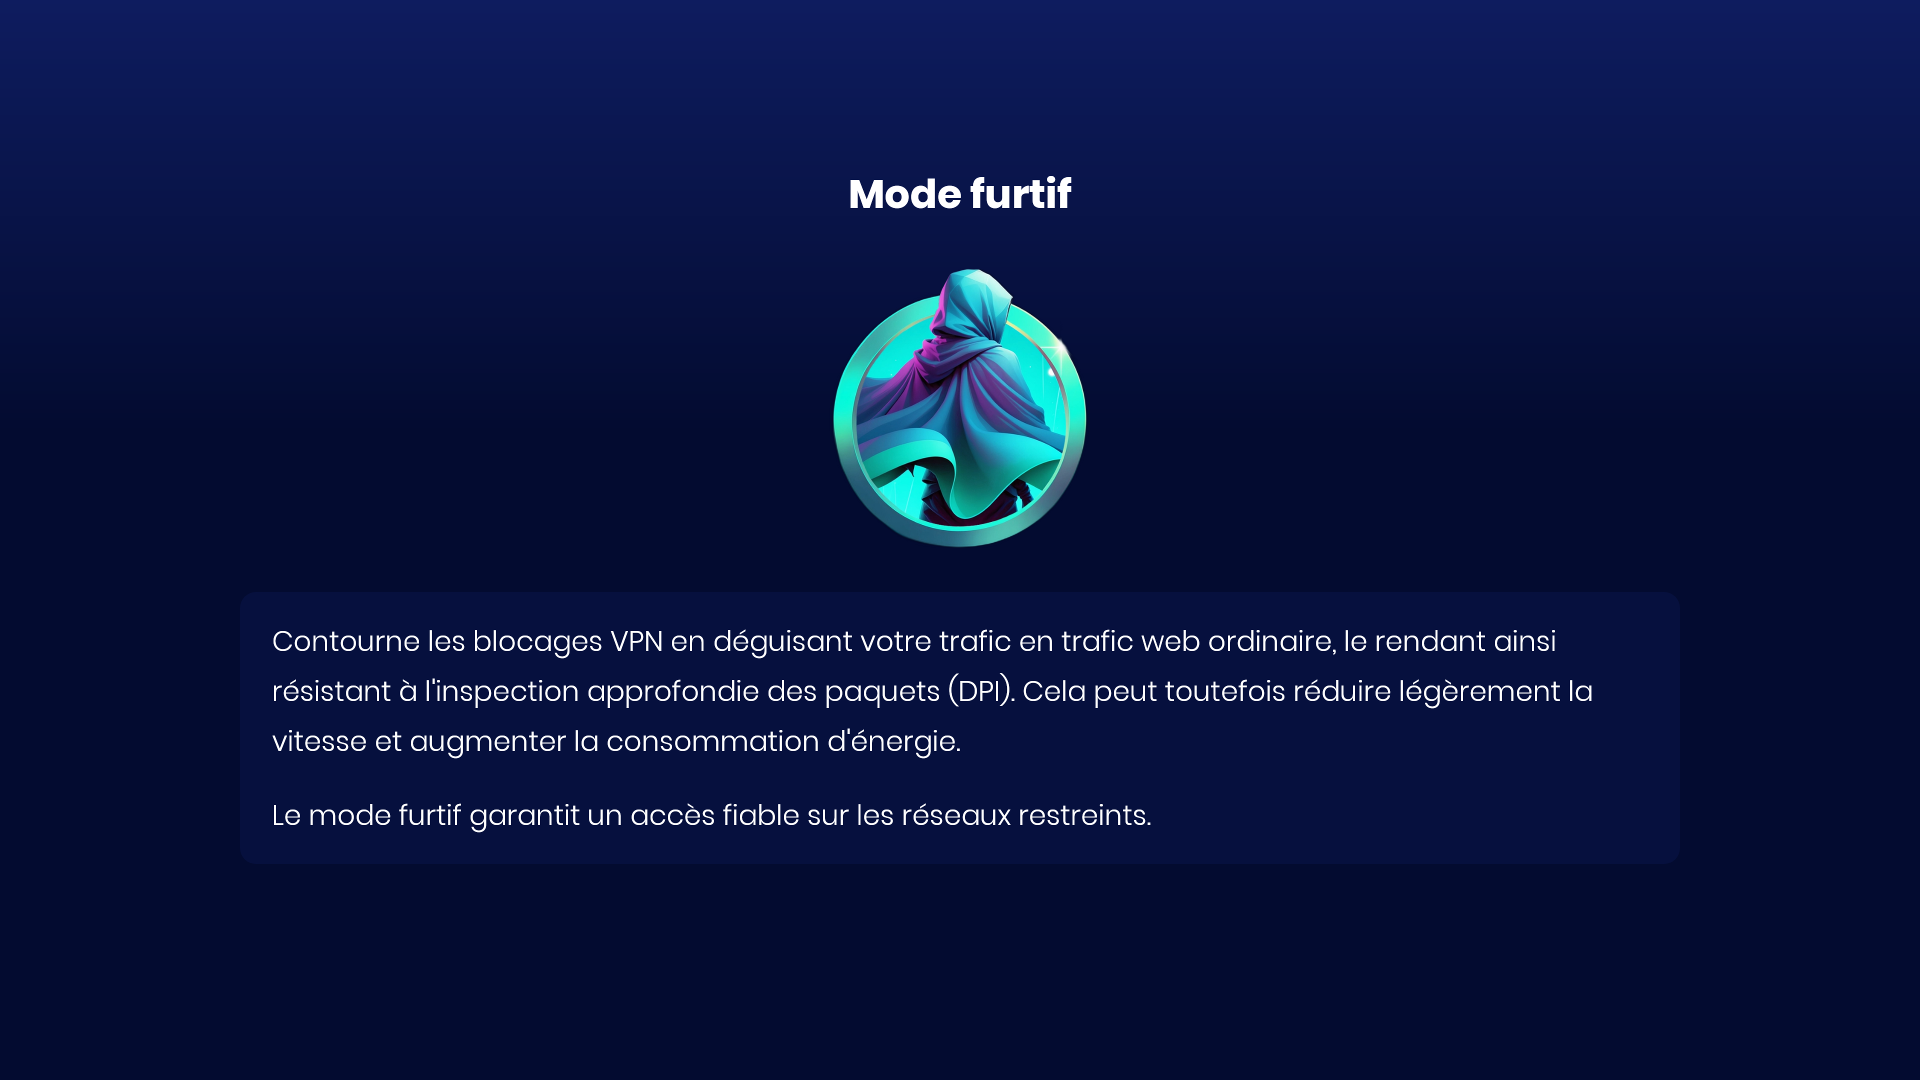 Mode furtif
Contourne les blocages VPN en déguisant votre trafic en trafic web ordinaire, le rendant ainsi
résistant à l'inspection approfondie des paquets (DPI). Cela peut toutefois réduire légèrement la
vitesse et augmenter la consommation d'énergie.
Le mode furtif garantit un accès fiable sur les réseaux restreints.